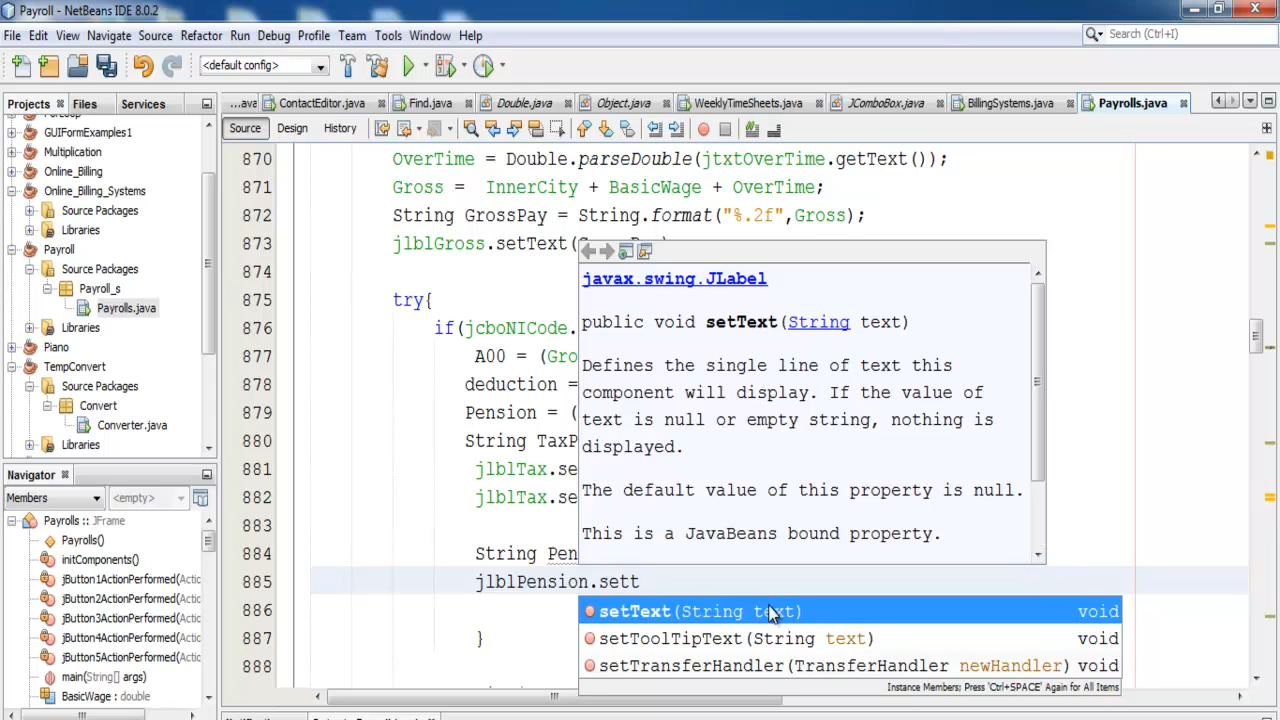 Payroll - NetBeans IDE 8.0.2
File Edit View Navigate Source Refactor Run Debug Profile Team Tools Window Help
Search (Ctrl+I)
<default config>
Projects Files Services
...ava ContactEditor.java Find.java Double.java Object.java WeeklyTimeSheets.java JComboBox.java BillingSystems.java Payrolls.java
Source Design History
GUIFormExamples1
Multiplication
Online_Billing
Online_Billing_Systems
Source Packages
Libraries
Payroll
Source Packages
Payroll_s
Payrolls.java
Libraries
Piano
TempConvert
Source Packages
Convert
Converter.java
Libraries
Navigator
Members <empty>
Payrolls :: JFrame
Payrolls()
initComponents()
jButton1ActionPerformed(Actic
jButton2ActionPerformed(Actic
jButton3ActionPerformed(Actic
jButton4ActionPerformed(Actic
jButton5ActionPerformed(Actic
main(String[] args)
BasicWage : double
870 OverTime = Double.parseDouble(jtxtOverTime.getText());
871 Gross = InnerCity + BasicWage + OverTime;
872 String GrossPay = String.format("%.2f",Gross);
873 jlblGross.setText(
874
875 try{
876 if(jcboNICode.
877 A00 = (Gro
878 deduction =
879 Pension = (
880 String TaxP
881 jlblTax.se
882 jlblTax.se
883
884 String Pen
885 jlblPension.sett
886
887 }
888
javax.swing.JLabel
public void setText(String text)
Defines the single line of text this
component will display. If the value of
text is null or empty string, nothing is
displayed.
The default value of this property is null.
This is a JavaBeans bound property.
setText(String text) void
setToolTipText(String text) void
setTransferHandler(TransferHandler newHandler) void
Instance Members; Press 'Ctrl+SPACE' Again for All Items